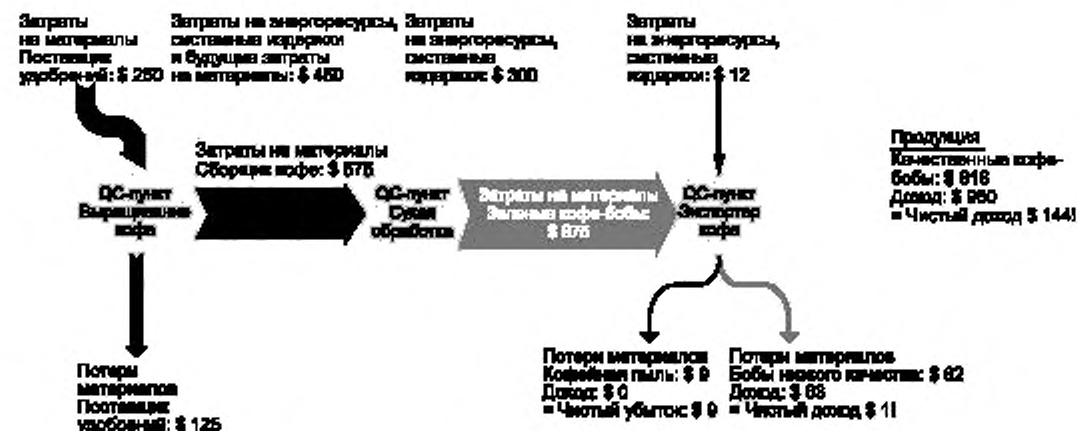 Затраты
на материалы
Поставщик
удобрений: $ 250
Затраты на энергоресурсы,
системные издержки
и будущие затраты
на материалы: $ 450
Затраты
на энергоресурсы,
системные
издержки: $ 300
Затраты
на энергоресурсы,
системные
издержки: $ 12
Затраты на материалы
Сборщик кофе: $ 575
QC-пункт
Выращивание
кофе
QC-пункт
Сухая
обработка
Затраты на материалы
Зеленые кофе-бобы:
$ 875
QC-пункт
Экспортер
кофе
Продукция
Качественные кофе-
бобы: $ 816
Доход: $ 960
= Чистый доход $ 144!
Потери
материалов
Поставщик
удобрений: $ 125
Потери материалов
Кофейная пыль: $ 9
Доход: $ 0
= Чистый убыток: $ 9
Потери материалов
Бобы низкого качества: $ 62
Доход: $ 63
= Чистый доход $ 1!